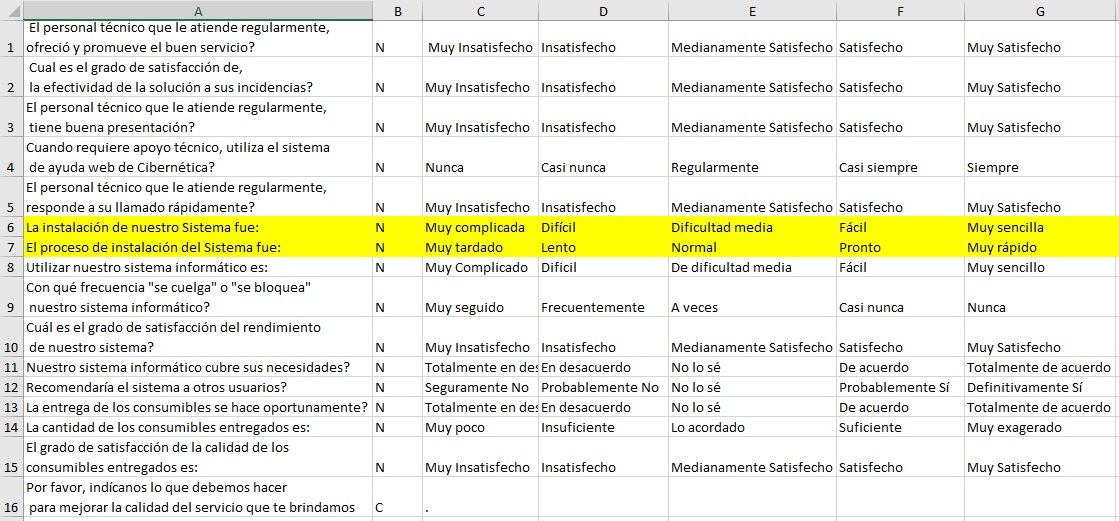 A B C D E F G
El personal técnico que le atiende regularmente,
1 ofreció y promueve el buen servicio? N Muy Insatisfecho Insatisfecho Medianamente Satisfecho Satisfecho Muy Satisfecho
Cual es el grado de satisfacción de,
2 la efectividad de la solución a sus incidencias? N Muy Insatisfecho Insatisfecho Medianamente Satisfecho Satisfecho Muy Satisfecho
El personal técnico que le atiende regularmente,
3 tiene buena presentación? N Muy Insatisfecho Insatisfecho Medianamente Satisfecho Satisfecho Muy Satisfecho
Cuando requiere apoyo técnico, utiliza el sistema
4 de ayuda web de Cibernética? N Nunca Casi nunca Regularmente Casi siempre Siempre
El personal técnico que le atiende regularmente,
5 responde a su llamado rápidamente? N Muy Insatisfecho Insatisfecho Medianamente Satisfecho Satisfecho Muy Satisfecho
6 La instalación de nuestro Sistema fue: N Muy complicada Difícil Dificultad media Fácil Muy sencilla
7 El proceso de instalación del Sistema fue: N Muy tardado Lento Normal Pronto Muy rápido
8 Utilizar nuestro sistema informático es: N Muy Complicado Dificil De dificultad media Fácil Muy sencillo
Con qué frecuencia "se cuelga" o "se bloquea"
9 nuestro sistema informático? N Muy seguido Frecuentemente A veces Casi nunca Nunca
Cuál es el grado de satisfacción del rendimiento
10 de nuestro sistema? N Muy Insatisfecho Insatisfecho Medianamente Satisfecho Satisfecho Muy Satisfecho
11 Nuestro sistema informático cubre sus necesidades? N Totalmente en des En desacuerdo No lo sé De acuerdo Totalmente de acuerdo
12 Recomendaría el sistema a otros usuarios? N Seguramente No Probablemente No No lo sé Probablemente Sí Definitivamente Sí
13 La entrega de los consumibles se hace oportunamente? N Totalmente en des En desacuerdo No lo sé De acuerdo Totalmente de acuerdo
14 La cantidad de los consumibles entregados es: N Muy poco Insuficiente Lo acordado Suficiente Muy exagerado
El grado de satisfacción de la calidad de los
15 consumibles entregados es: N Muy Insatisfecho Insatisfecho Medianamente Satisfecho Satisfecho Muy Satisfecho
Por favor, indícanos lo que debemos hacer
16 para mejorar la calidad del servicio que te brindamos C .